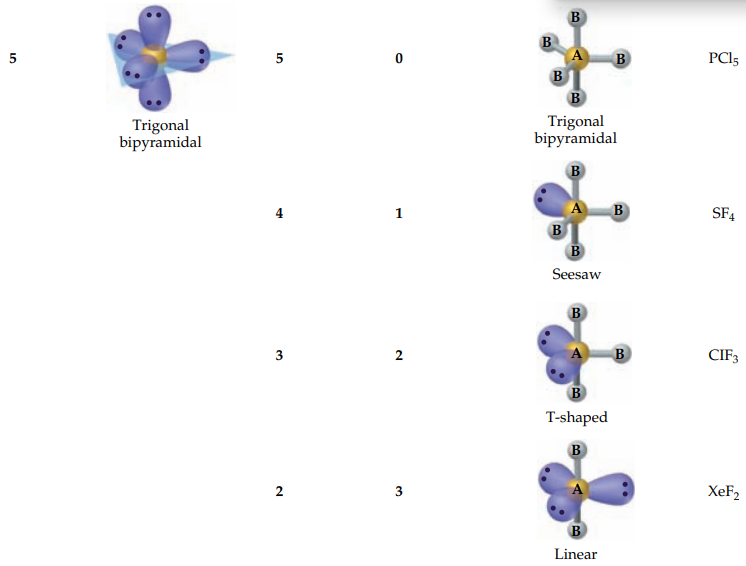 5 5 0 PCl5
B
B
A B
B
B
Trigonal bipyramidal
Trigonal bipyramidal
4 1 SF4
B
A B
B
B
Seesaw
3 2 ClF3
B
A B
B
T-shaped
2 3 XeF2
B
A
B
Linear